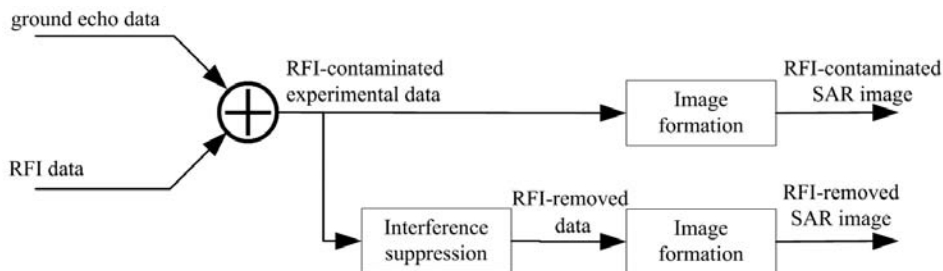 ground echo data
RFI data
RFI-contaminated
experimental data
Image
formation
RFI-contaminated
SAR image
Interference
suppression
RFI-removed
data
Image
formation
RFI-removed
SAR image